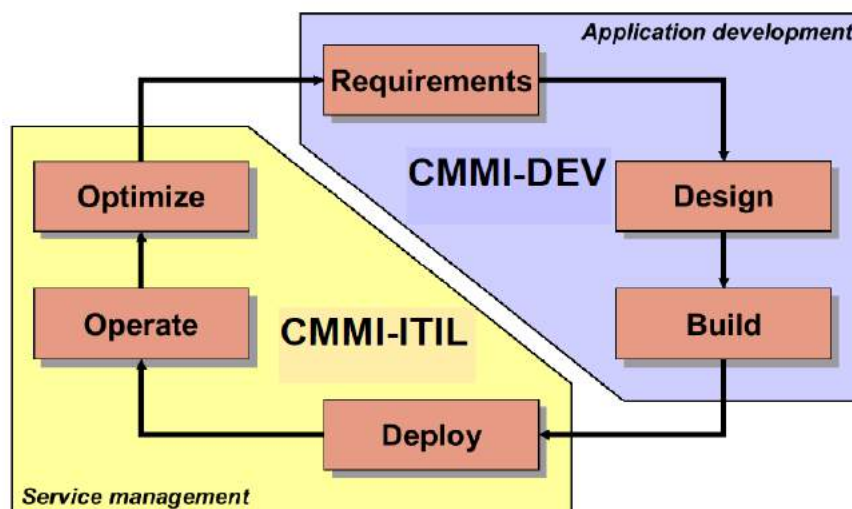 Application development
Requirements
CMMI-DEV
Optimize
Design
Operate
CMMI-ITIL
Build
Deploy
Service management